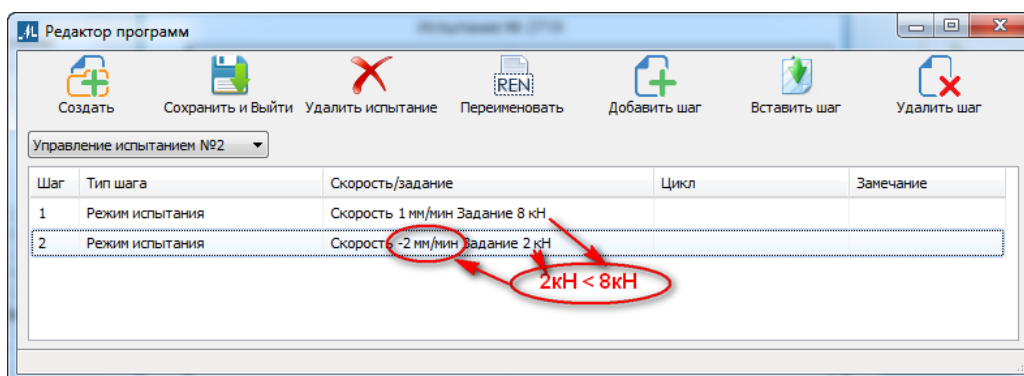 Редактор программ
Создать Сохранить и Выйти Удалить испытание REN Переименовать Добавить шаг Вставить шаг Удалить шаг
Управление испытанием №2
Шаг Тип шага Скорость/задание Цикл Замечание
1 Режим испытания Скорость 1 мм/мин Задание 8 кН
2 Режим испытания Скорость -2 мм/мин Задание 2 кН
2кН < 8кН